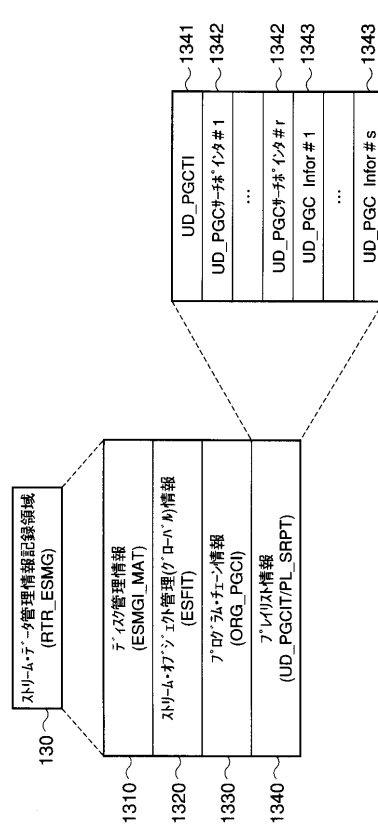 ストリーム・データ管理情報記録領域
(RTR_ESMG)
130
ディスク管理情報
(ESMGI_MAT)
1310
ストリーム・オブジェクト管理(グローバル)情報
(ESFIT)
1320
プログラム・チェーン情報
(ORG_PGCI)
1330
プレイリスト情報
(UD_PGCIT/PL_SRPT)
1340
UD_PGCTI
1341
UD_PGCサーチポインタ#1
1342
…
UD_PGCサーチポインタ#r
1342
UD_PGC Infor#1
1343
…
UD_PGC Infor#s
1343